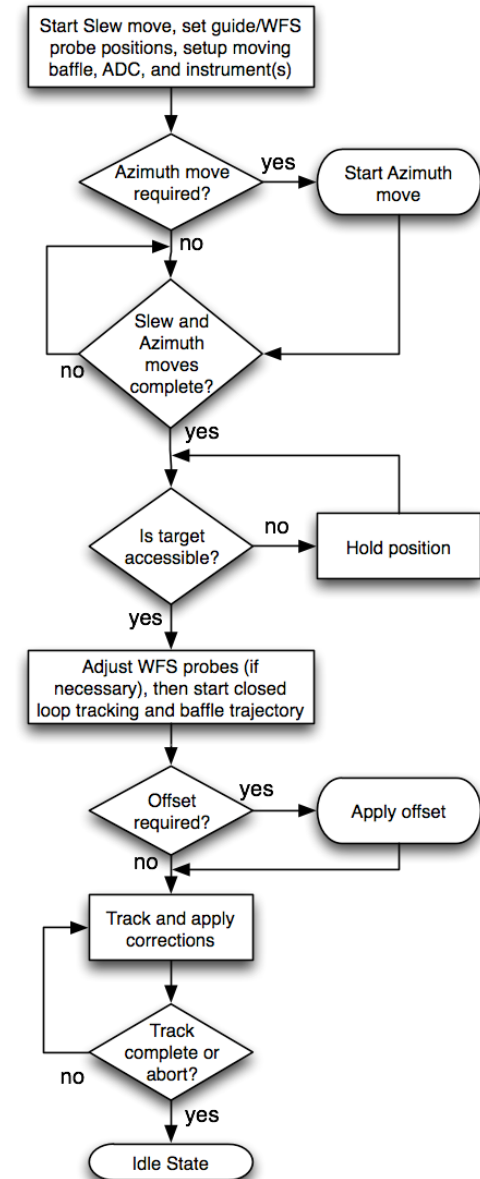 Start Slew move, set guide/WFS
probe positions, setup moving
baffle, ADC, and instrument(s)
Azimuth move
required?
yes
Start Azimuth
move
no
Slew and
Azimuth
moves
complete?
no
yes
Is target
accessible?
no
Hold position
yes
Adjust WFS probes (if
necessary), then start closed
loop tracking and baffle trajectory
Offset
required?
yes
Apply offset
no
Track and apply
corrections
Track
complete or
abort?
no
yes
Idle State